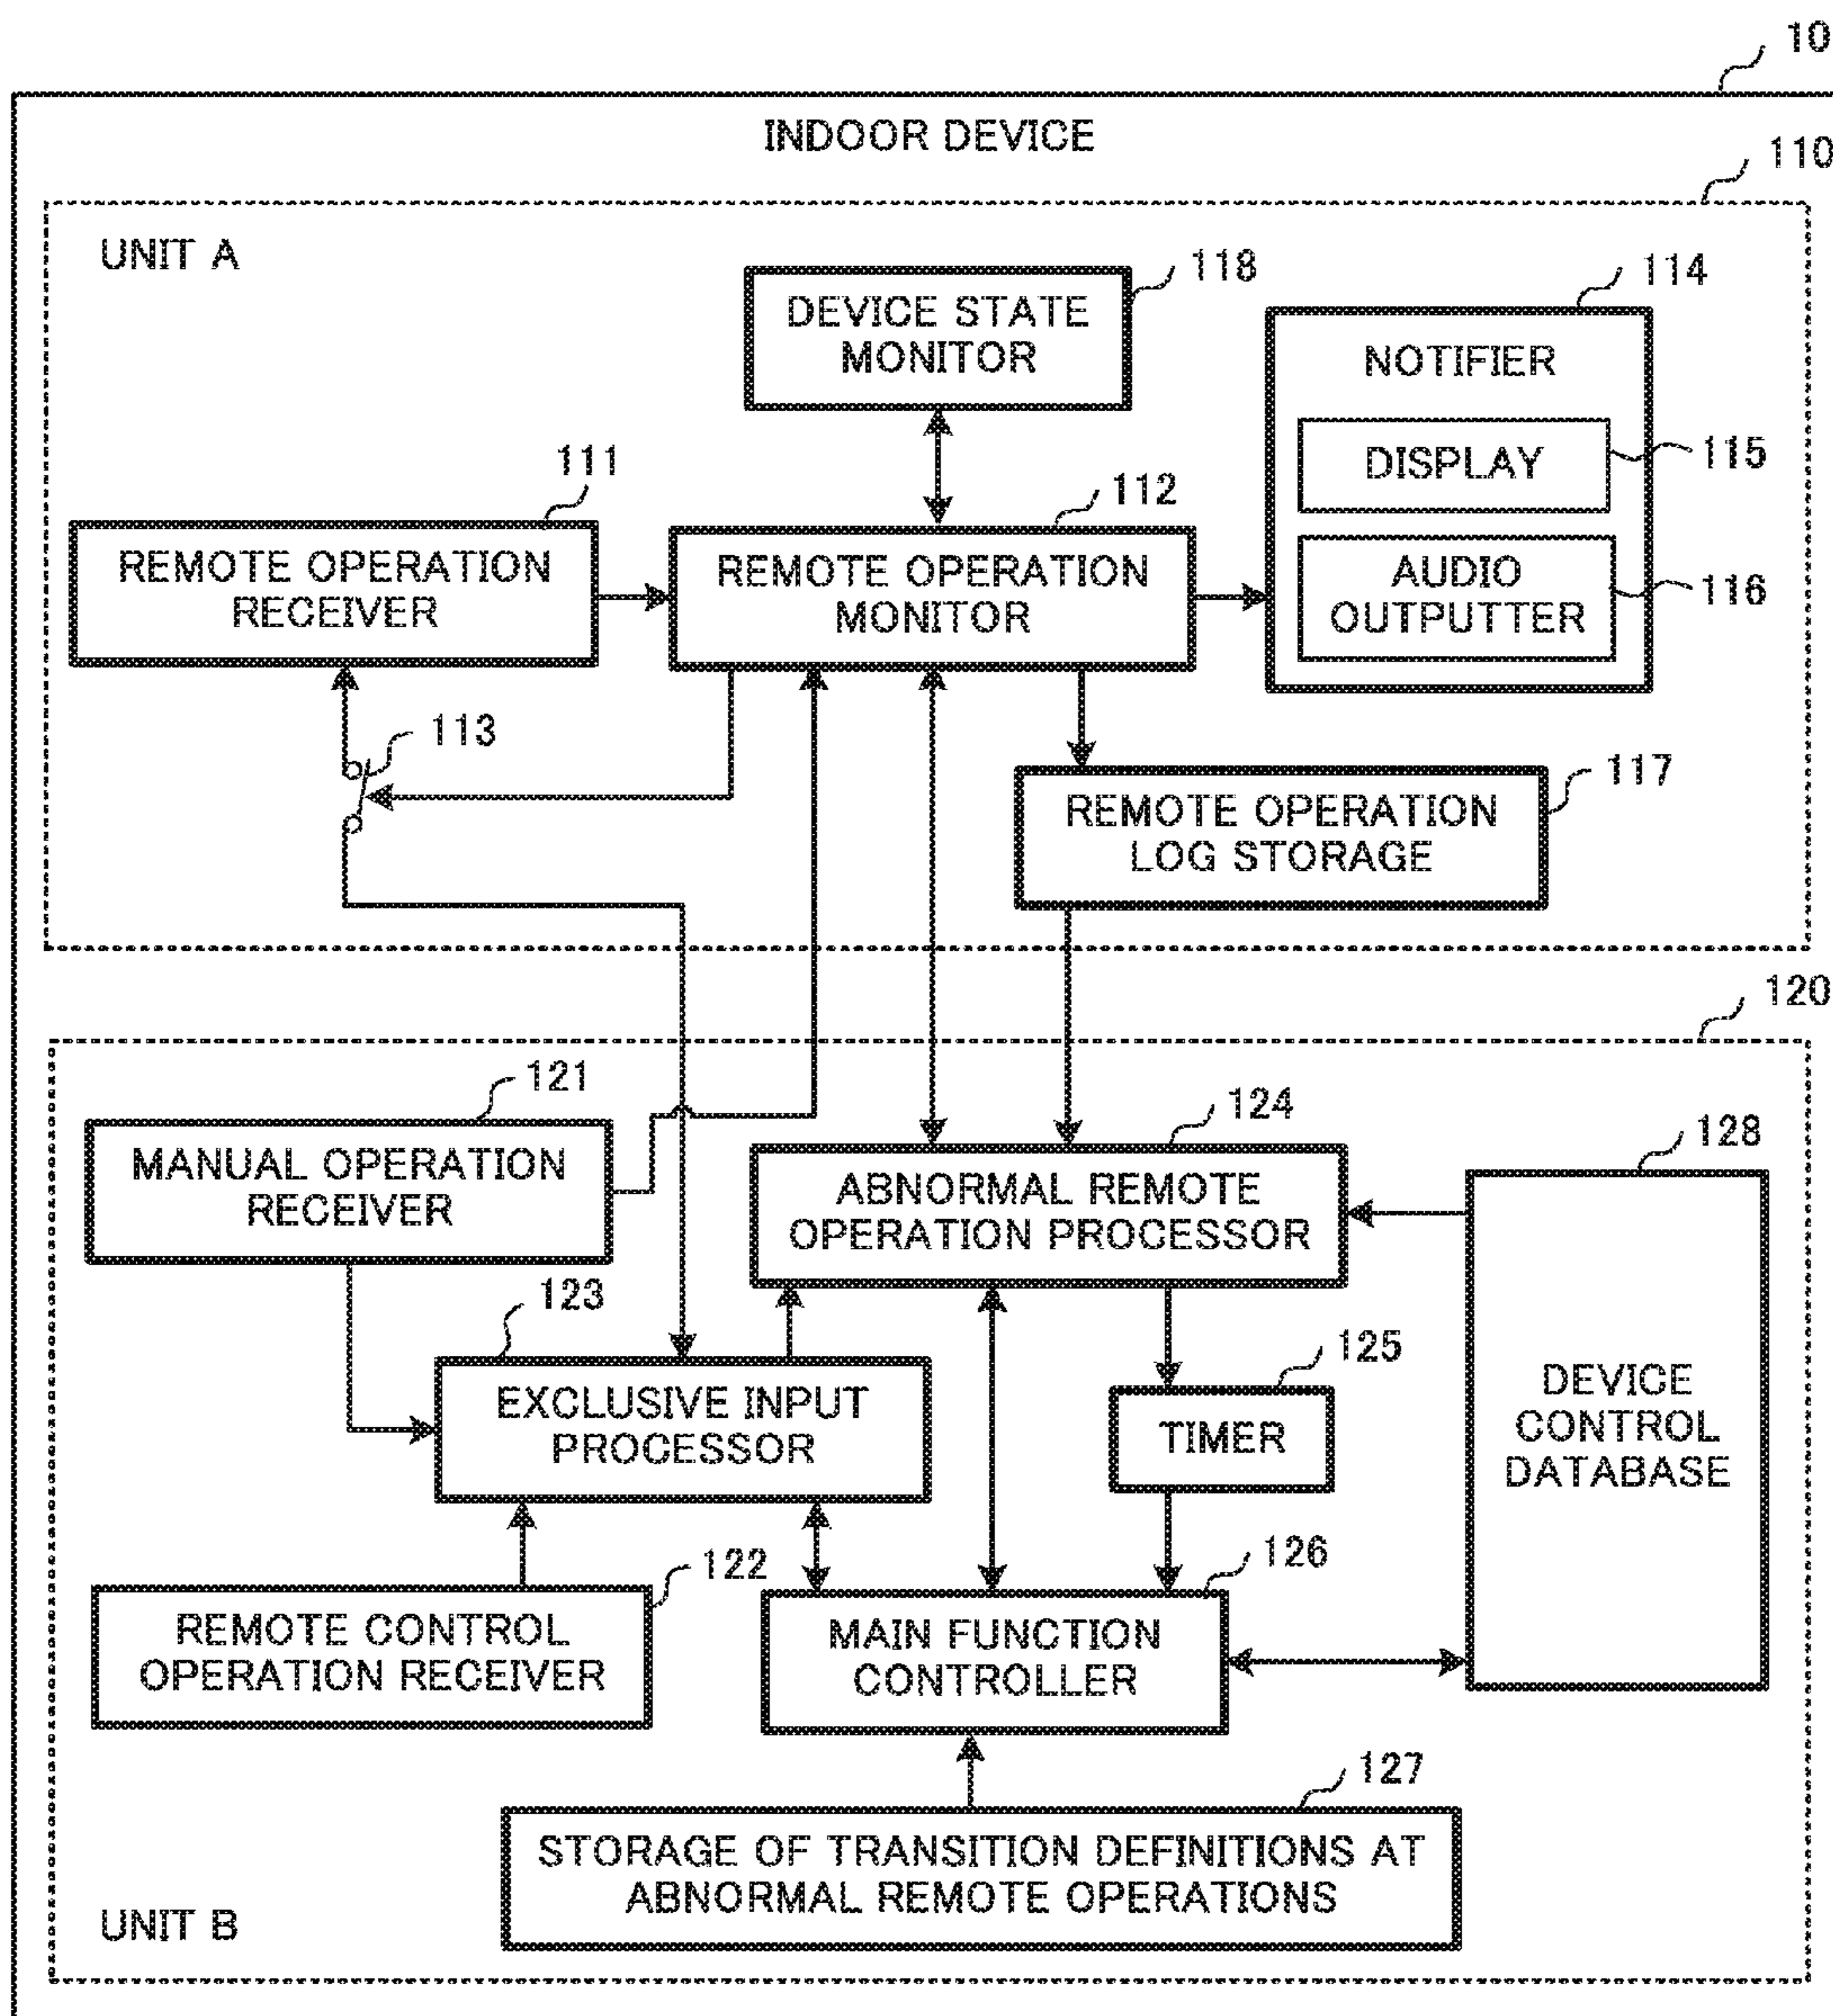 10
INDOOR DEVICE
110
UNIT A
118
DEVICE STATE
MONITOR
114
NOTIFIER
DISPLAY
115
AUDIO
OUTPUTTER
116
111
REMOTE OPERATION
RECEIVER
112
REMOTE OPERATION
MONITOR
113
117
REMOTE OPERATION
LOG STORAGE
120
121
MANUAL OPERATION
RECEIVER
124
ABNORMAL REMOTE
OPERATION PROCESSOR
128
DEVICE
CONTROL
DATABASE
123
EXCLUSIVE INPUT
PROCESSOR
125
TIMER
122
REMOTE CONTROL
OPERATION RECEIVER
126
MAIN FUNCTION
CONTROLLER
127
STORAGE OF TRANSITION DEFINITIONS AT
ABNORMAL REMOTE OPERATIONS
UNIT B